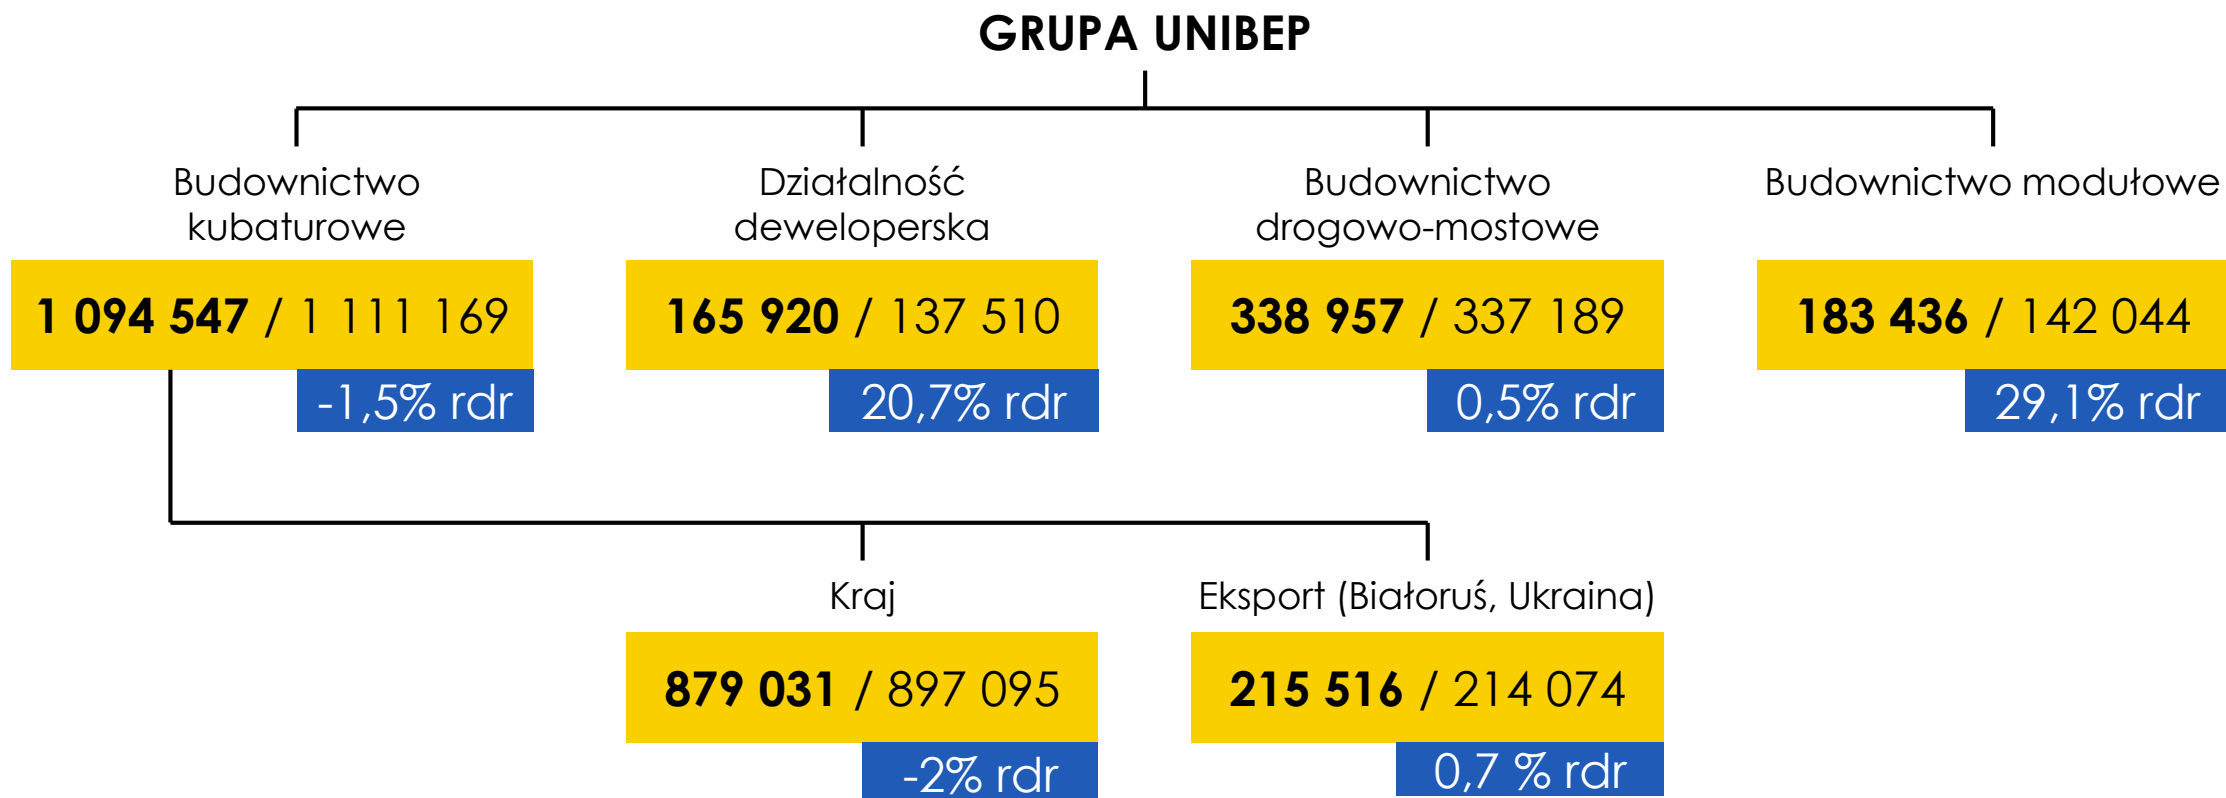 GRUPA UNIBEP
Budownictwo
kubaturowe
1 094 547 / 1 111 169
-1,5% rdr
Działalność
deweloperska
165 920 / 137 510
20,7% rdr
Budownictwo
drogowo-mostowe
338 957 / 337 189
0,5% rdr
Budownictwo modułowe
183 436 / 142 044
29,1% rdr
Kraj
879 031 / 897 095
-2% rdr
Eksport (Białoruś, Ukraina)
215 516 / 214 074
0,7 % rdr